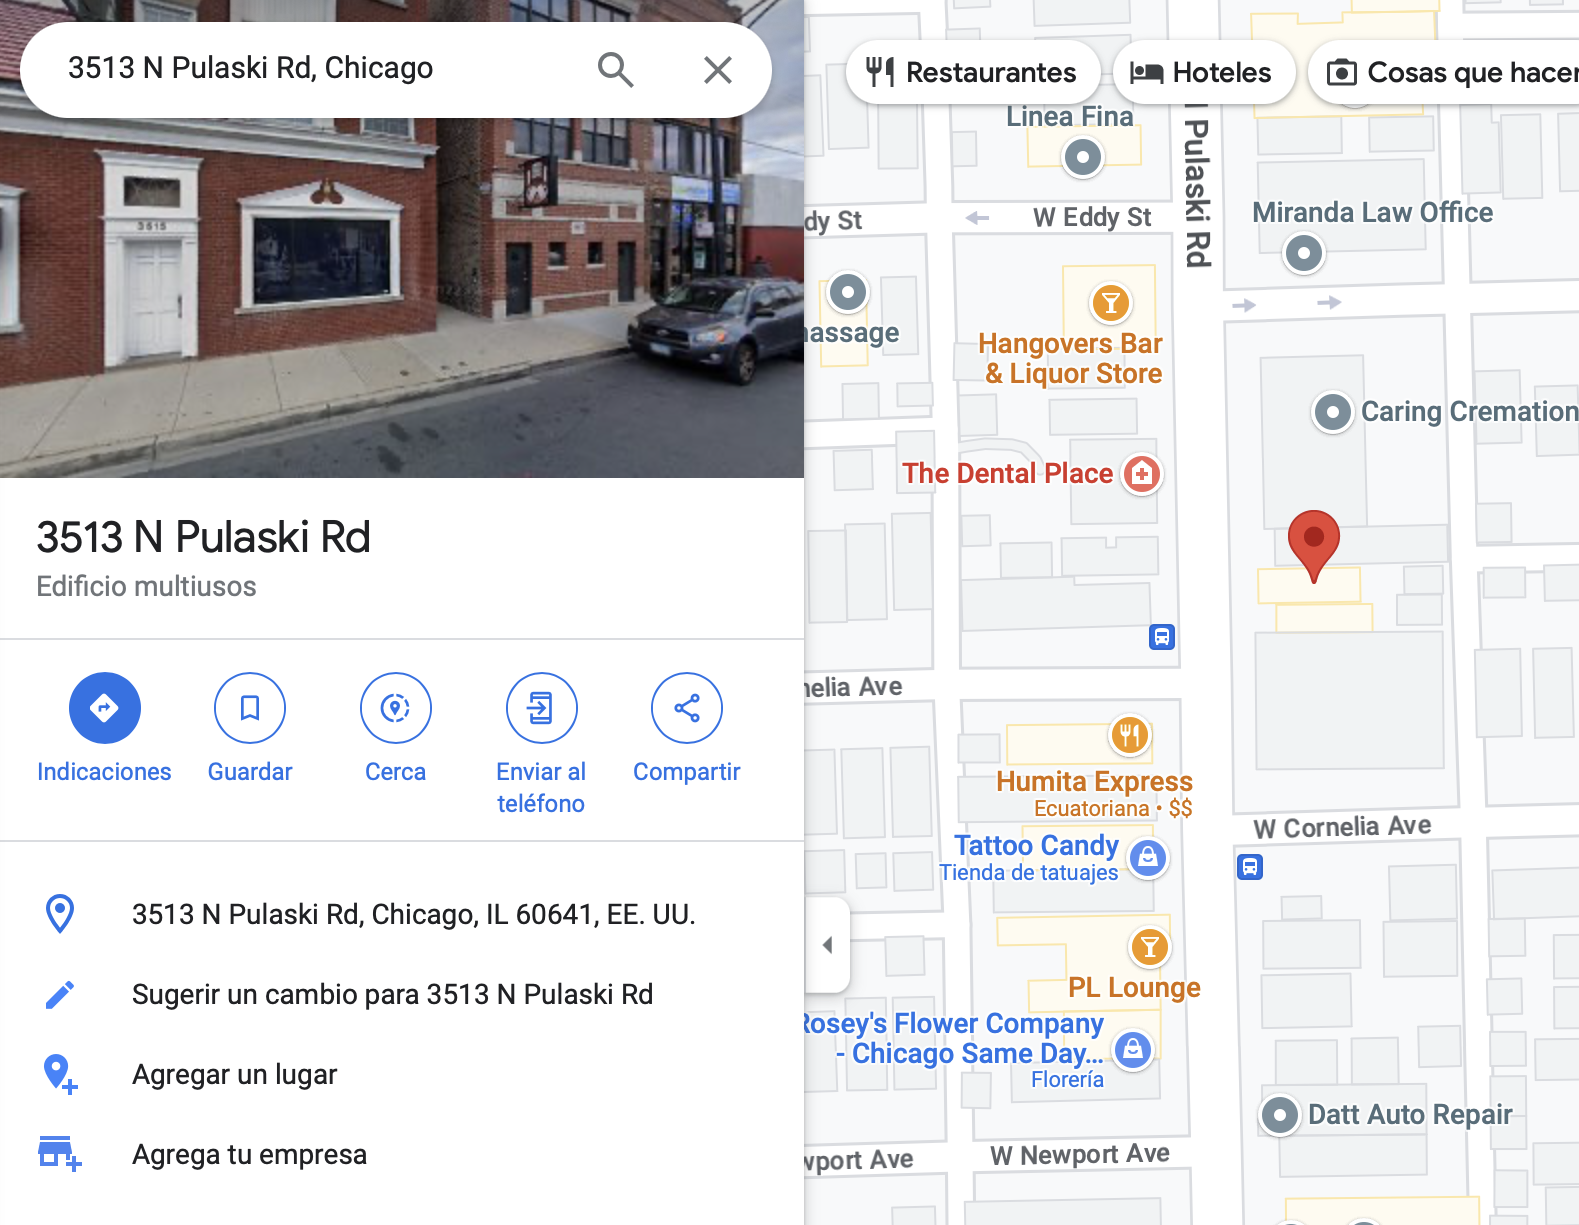 3513 N Pulaski Rd, Chicago
3515
3513 N Pulaski Rd
Edificio multiusos
Indicaciones
Guardar
Cerca
Enviar al
teléfono
Compartir
3513 N Pulaski Rd, Chicago, IL 60641, EE. UU.
Sugerir un cambio para 3513 N Pulaski Rd
Agregar un lugar
Agrega tu empresa
Restaurantes
Hoteles
Cosas que hacer
Linea Fina
Pulaski Rd
dy St
W Eddy St
Miranda Law Office
assage
Hangovers Bar
& Liquor Store
Caring Cremation
The Dental Place
nelia Ave
Humita Express
Ecuatoriana • $$
W Cornelia Ave
Tattoo Candy
Tienda de tatuajes
PL Lounge
Rosey's Flower Company
- Chicago Same Day...
Florería
Datt Auto Repair
wport Ave
W Newport Ave